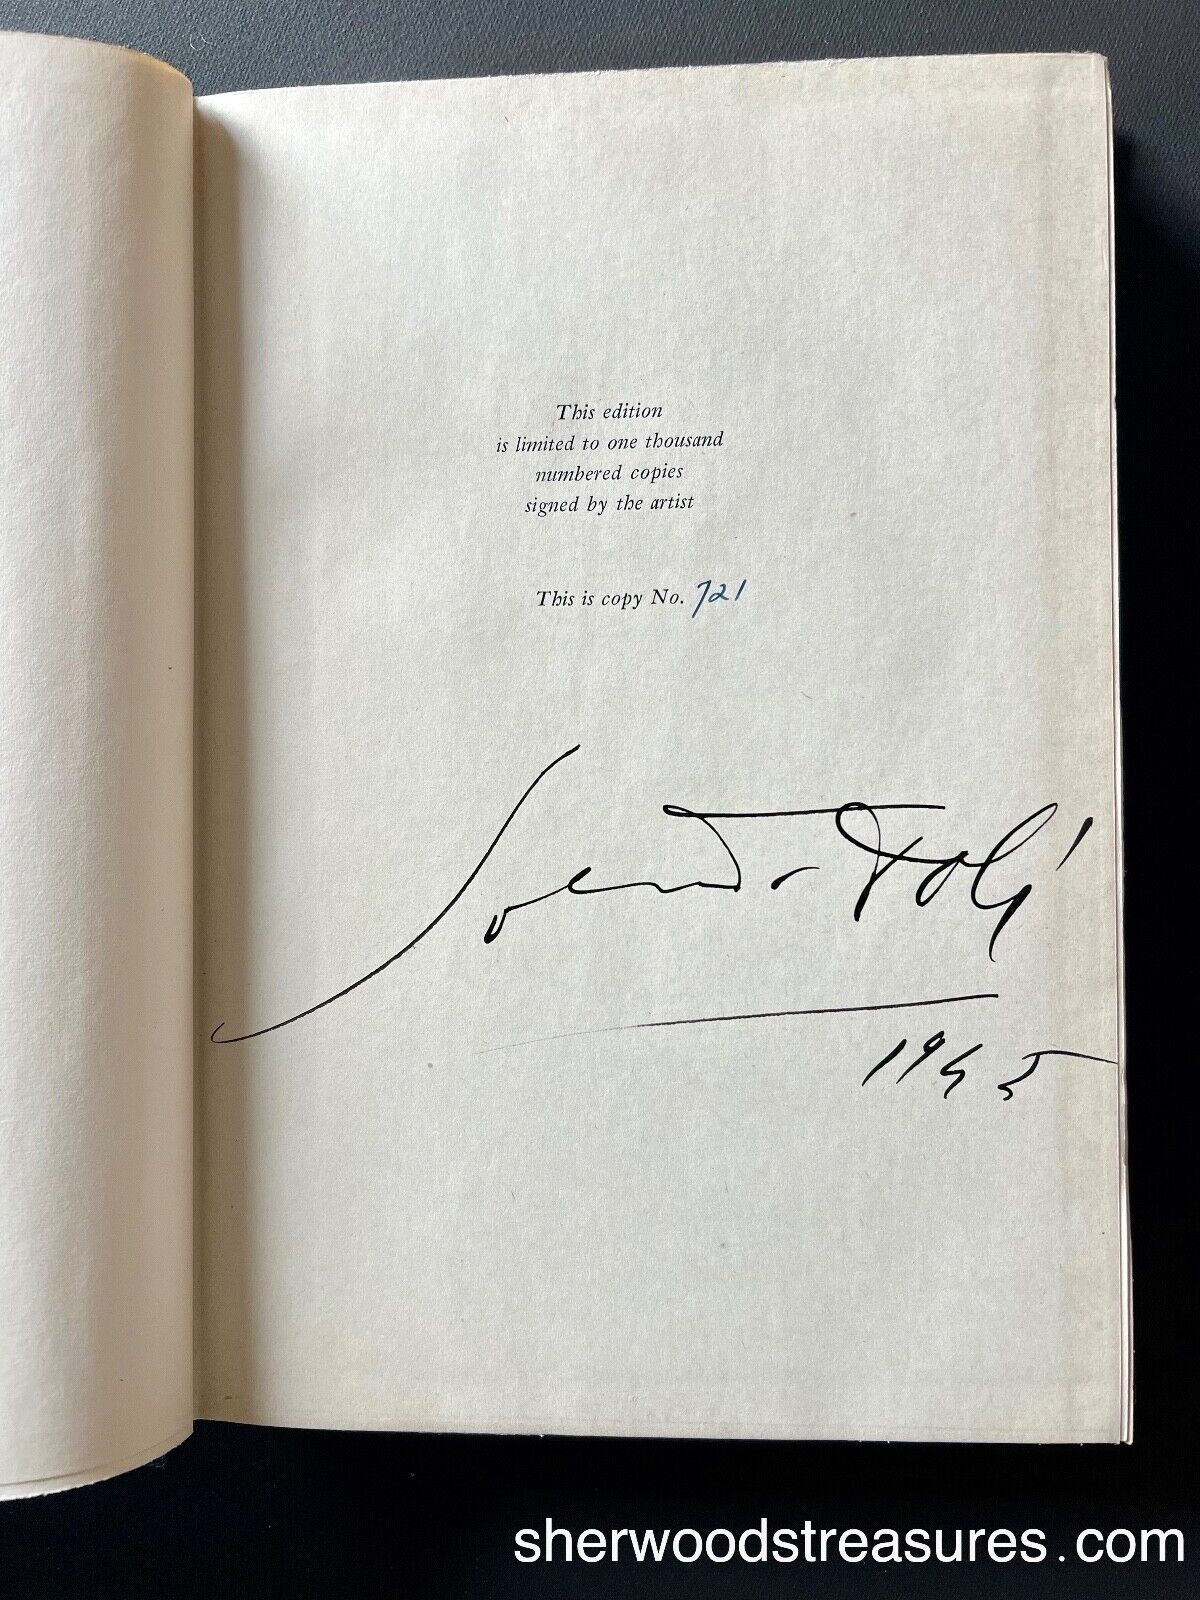 This edition
is limited to one thousand
numbered copies
signed by the artist
This is copy No. 721
1945
sherwoodstreasures.com